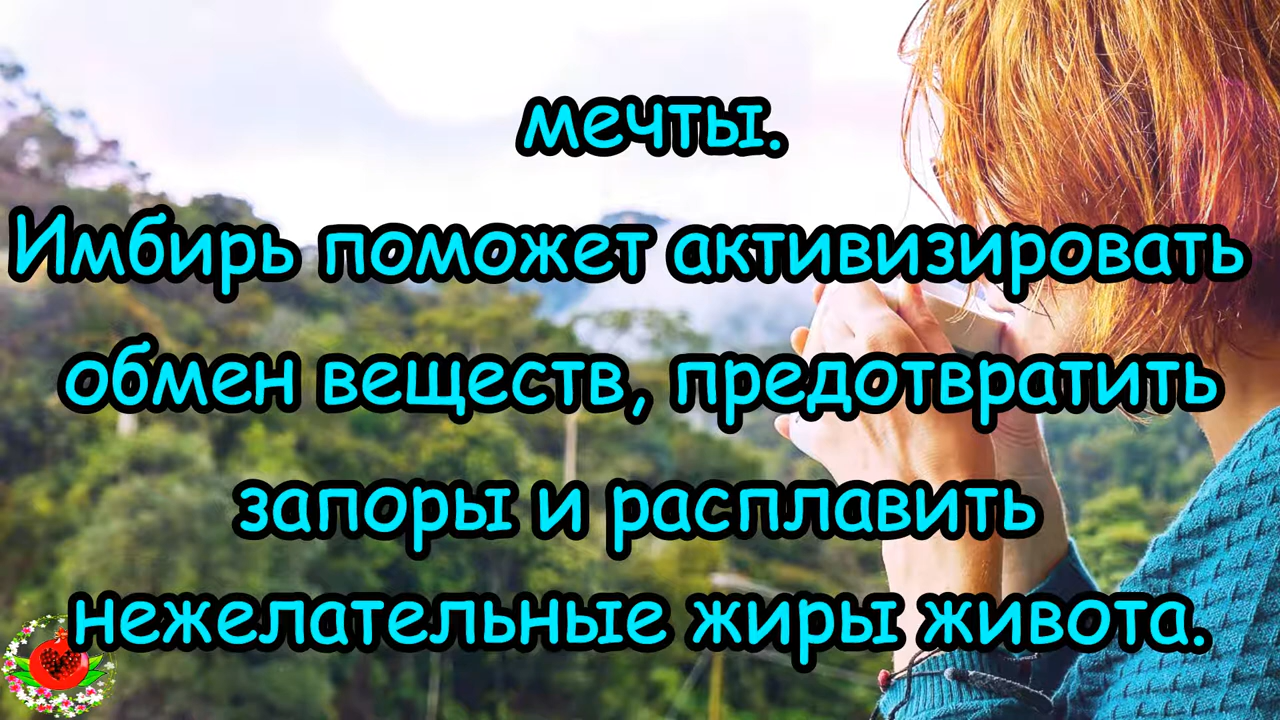 мечты.
Имбирь поможет активизировать
обмен веществ, предотвратить
запоры и расплавить
нежелательные жиры живота.